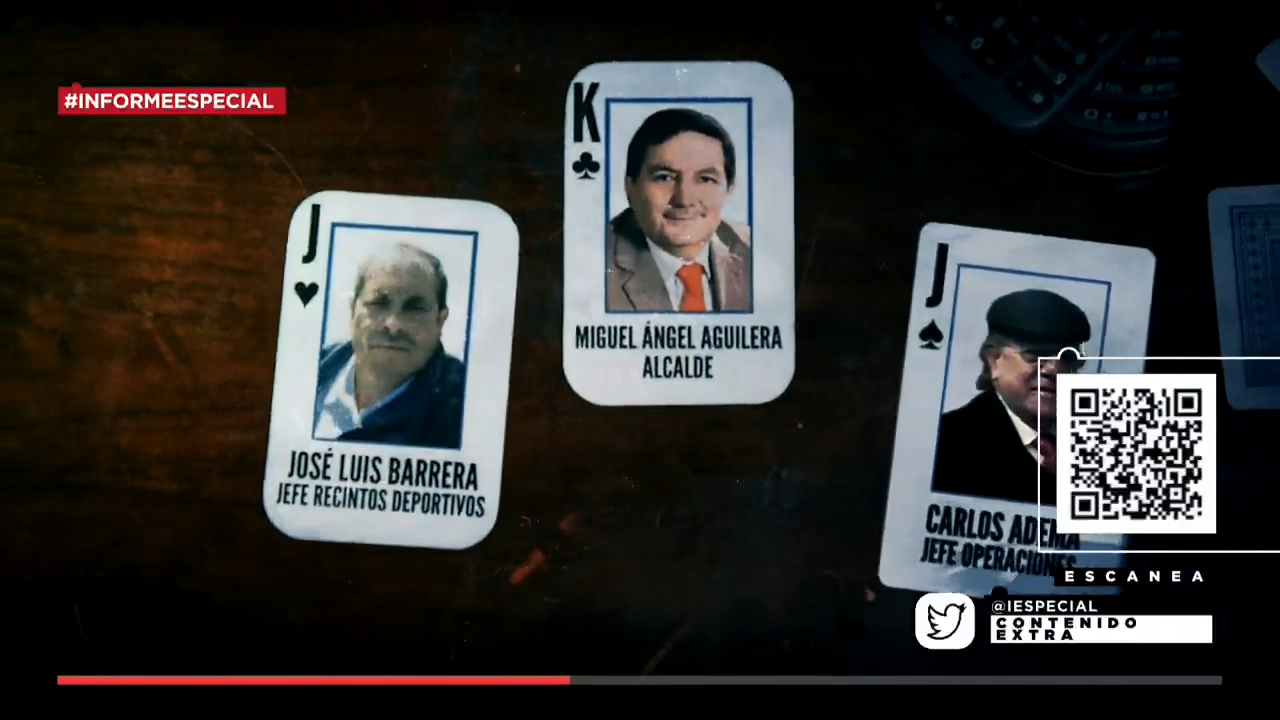 #INFORMEESPECIAL
K
MIGUEL ÁNGEL AGUILERA
ALCALDE
J
JOSÉ LUIS BARRERA
JEFE RECINTOS DEPORTIVOS
J
CARLOS ADEMA
JEFE OPERACIONES
ESCANEA
@IESPECIAL
CONTENIDO
EXTRA